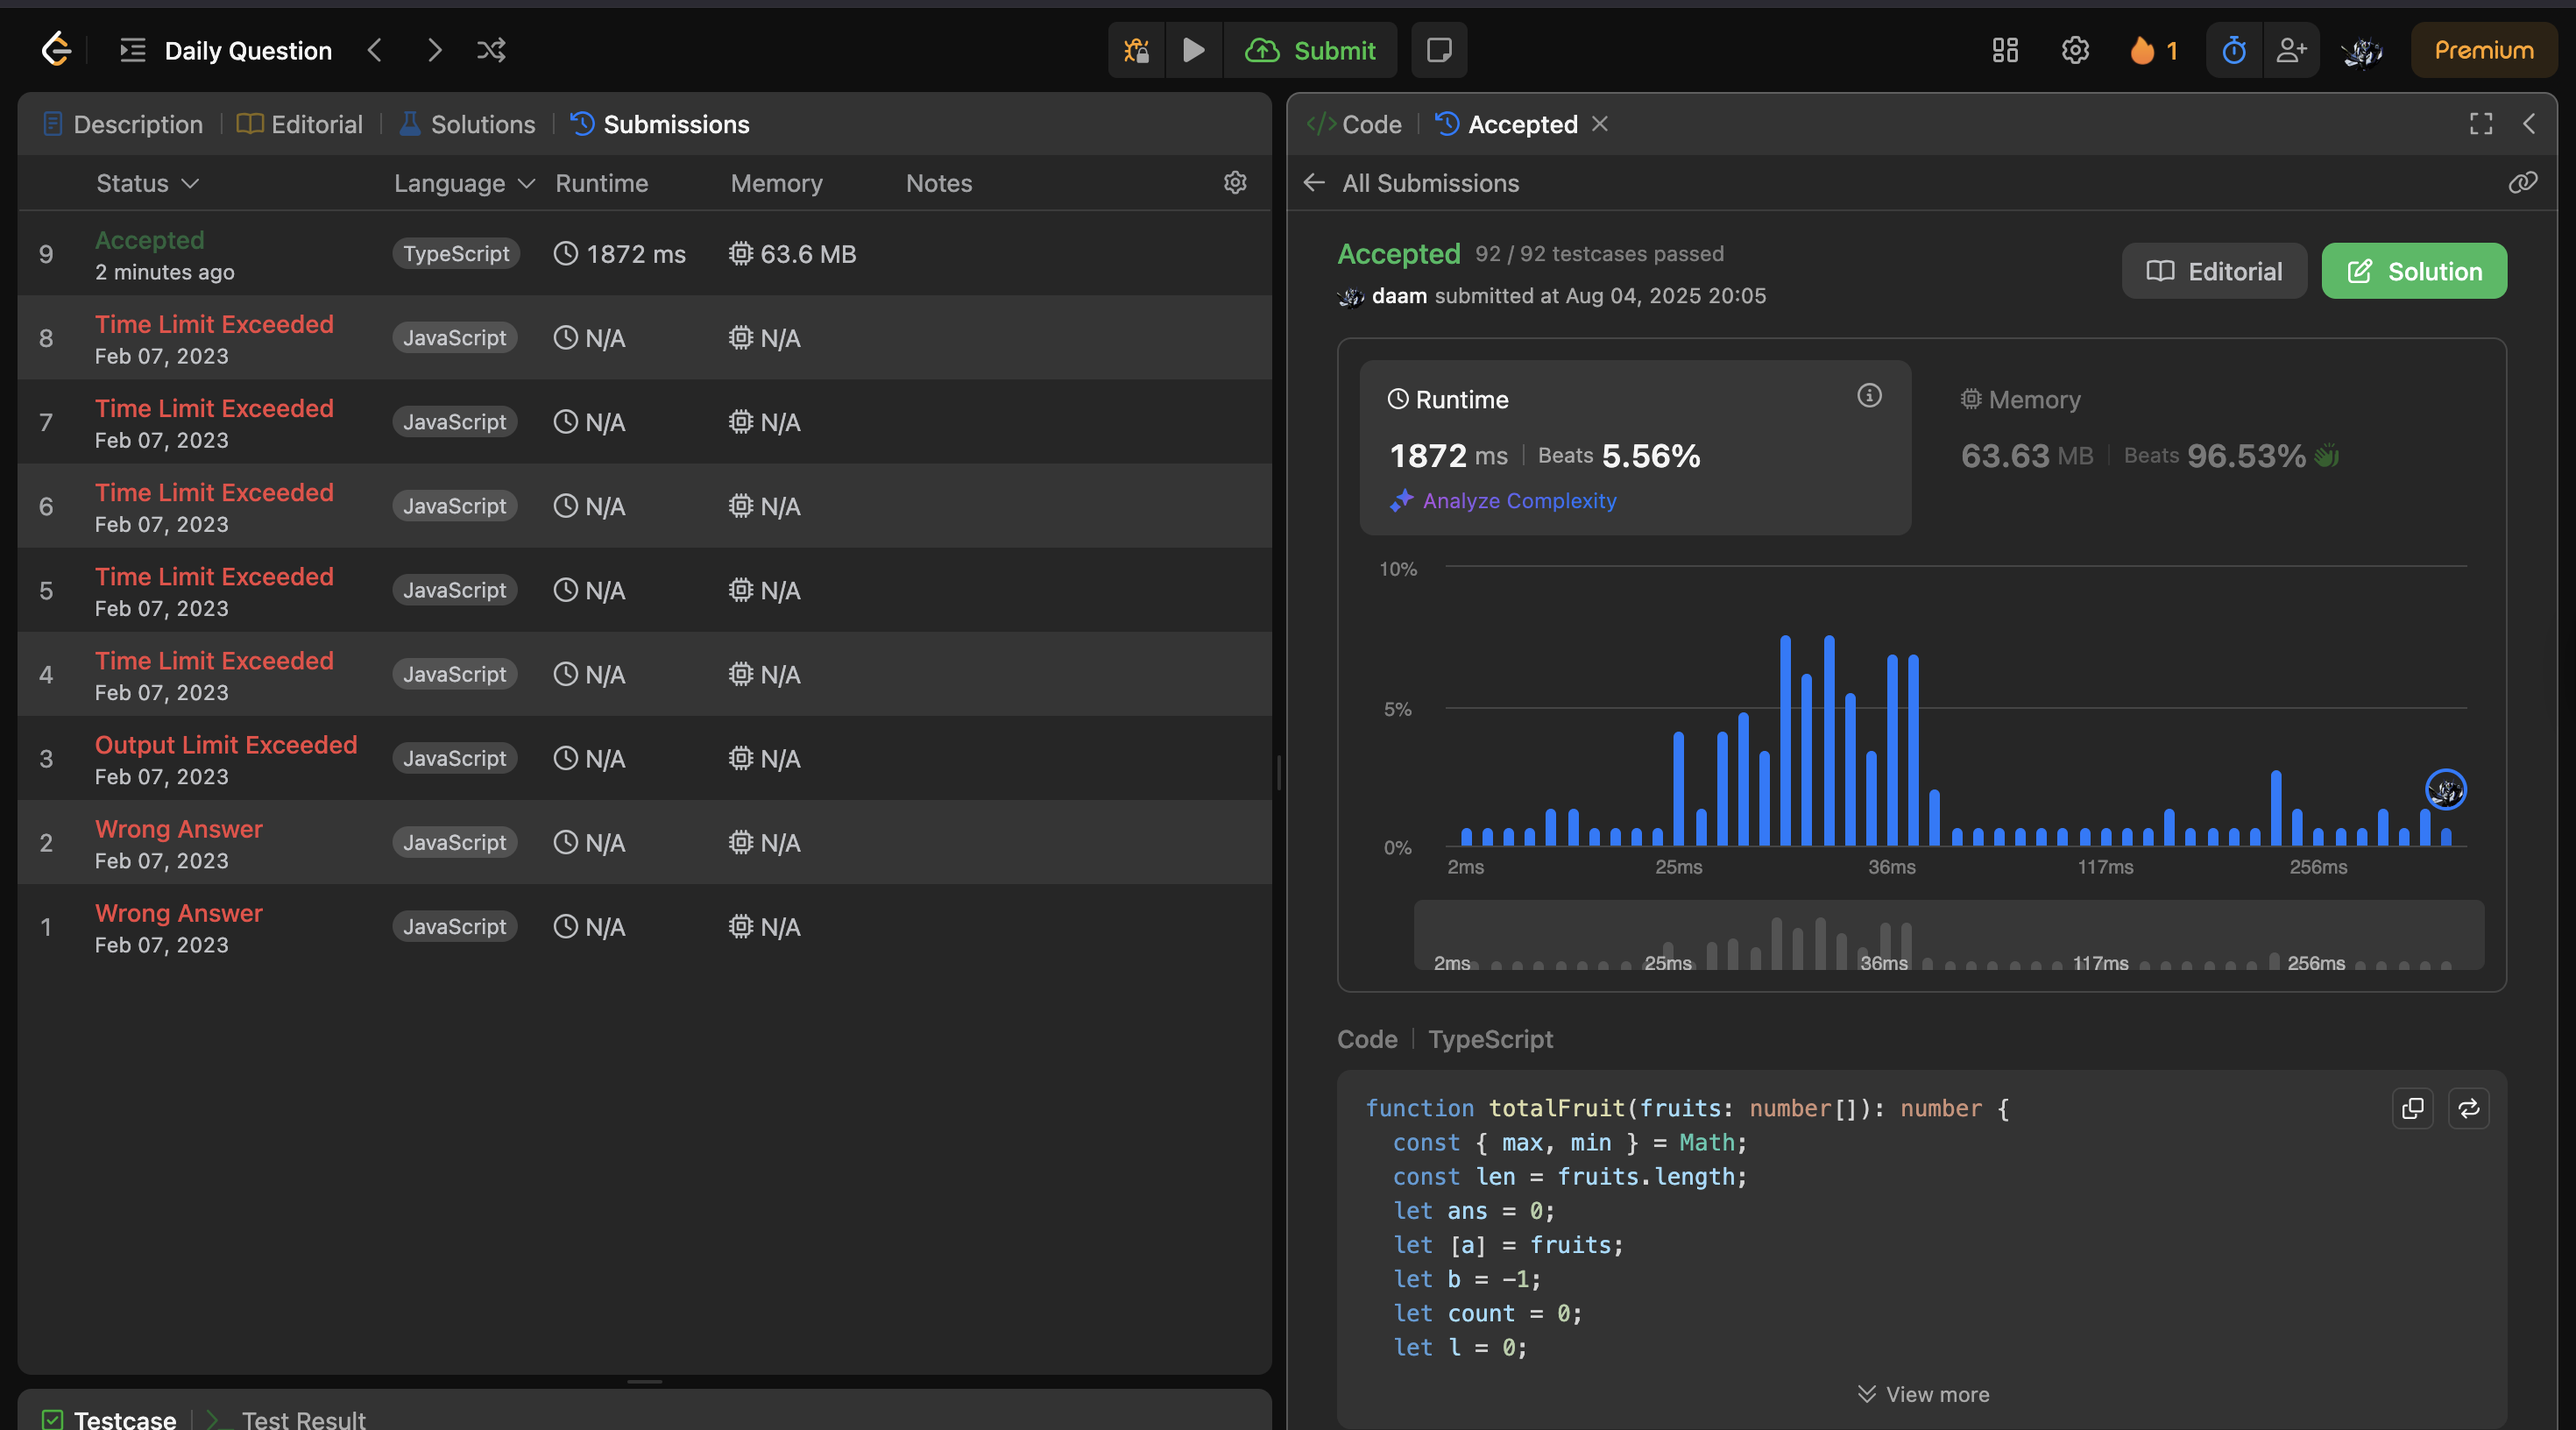 Daily Question
Submit
1
Premium
Description
Editorial
Solutions
Submissions
Status
Language
Runtime
Memory
Notes
9
Accepted
2 minutes ago
TypeScript
1872 ms
63.6 MB
8
Time Limit Exceeded
Feb 07, 2023
JavaScript
N/A
N/A
7
Time Limit Exceeded
Feb 07, 2023
JavaScript
N/A
N/A
6
Time Limit Exceeded
Feb 07, 2023
JavaScript
N/A
N/A
5
Time Limit Exceeded
Feb 07, 2023
JavaScript
N/A
N/A
4
Time Limit Exceeded
Feb 07, 2023
JavaScript
N/A
N/A
3
Output Limit Exceeded
Feb 07, 2023
JavaScript
N/A
N/A
2
Wrong Answer
Feb 07, 2023
JavaScript
N/A
N/A
1
Wrong Answer
Feb 07, 2023
JavaScript
N/A
N/A
Testcase
Test Result
</> Code
Accepted
All Submissions
Accepted 92 / 92 testcases passed
daam submitted at Aug 04, 2025 20:05
Editorial
Solution
Runtime
1872 ms | Beats 5.56%
Analyze Complexity
Memory
63.63 MB | Beats 96.53%
10%
5%
0%
2ms 25ms 36ms 117ms 256ms
2ms 25ms 36ms 117ms 256ms
Code | TypeScript
function totalFruit(fruits: number[]): number {
const { max, min } = Math;
const len = fruits.length;
let ans = 0;
let [a] = fruits;
let b = -1;
let count = 0;
let l = 0;
View more